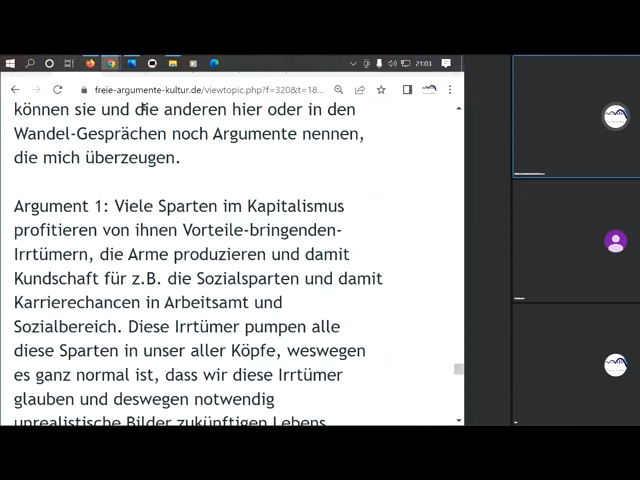 21:03
freie-argumente-kultur.de/viewtopic.php?f=320&t=18...
können sie und die anderen hier oder in den
Wandel-Gesprächen noch Argumente nennen,
die mich überzeugen.
Argument 1: Viele Sparten im Kapitalismus
profitieren von ihnen Vorteile-bringenden-
Irrtümern, die Arme produzieren und damit
Kundschaft für z.B. die Sozialsparten und damit
Karrierechancen in Arbeitsamt und
Sozialbereich. Diese Irrtümer pumpen alle
diese Sparten in unser aller Köpfe, weswegen
es ganz normal ist, dass wir diese Irrtümer
glauben und deswegen notwendig
unrealistische Bilder zukünftigen Lebens